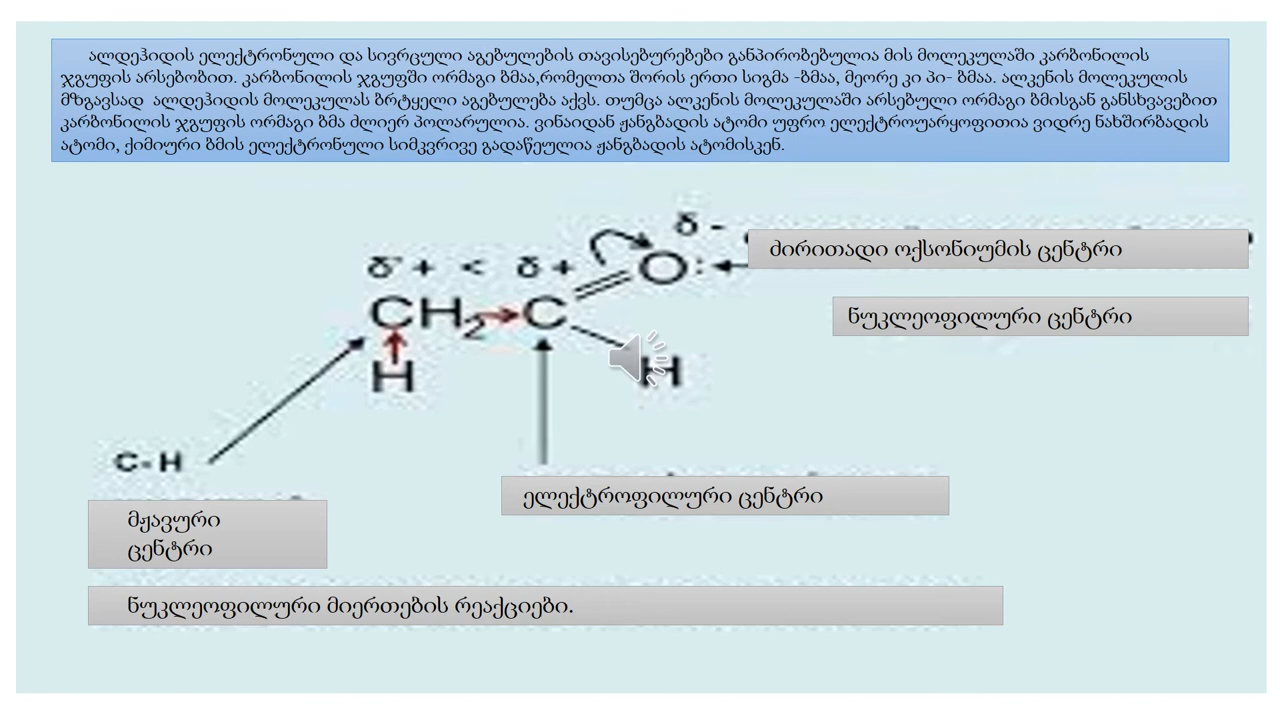 ალდეჰიდის ელექტრონული და სივრცული აგებულების თავისებურებები განპირობებულია მის მოლეკულაში კარბონილის
ჯგუფის არსებობით. კარბონილის ჯგუფში ორმაგი ბმაა,რომელთა შორის ერთი სიგმა -ბმაა, მეორე კი პი- ბმაა. ალკენის მოლეკულის
მზგავსად ალდეჰიდის მოლეკულას ბრტყელი აგებულება აქვს. თუმცა ალკენის მოლეკულაში არსებული ორმაგი ბმისგან განსხვავებით
კარბონილის ჯგუფის ორმაგი ბმა ძლიერ პოლარულია. ვინაიდან ჟანგბადის ატომი უფრო ელექტროუარყოფითია ვიდრე ნახშირბადის
ატომი, ქიმიური ბმის ელექტრონული სიმკვრივე გადაწეულია ჟანგბადის ატომისკენ.
δ -
ძირითადი ოქსონიუმის ცენტრი
δ' + < δ + O:
CH2 C
ნუკლეოფილური ცენტრი
H H
C- H
ელექტროფილური ცენტრი
მჟავური
ცენტრი
ნუკლეოფილური მიერთების რეაქციები.